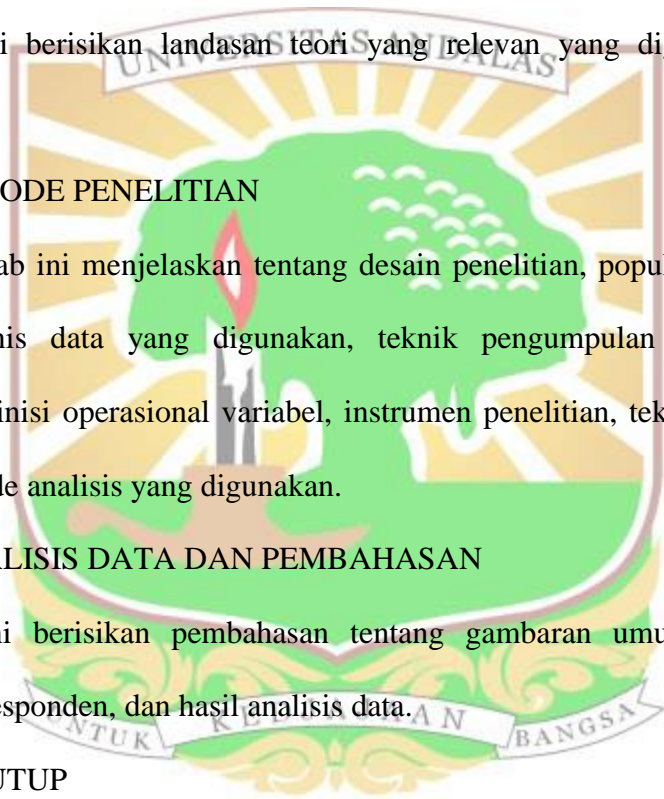 i berisikan landasan teori yang relevan yang di
UNIVERSITAS ANDALAS
ODE PENELITIAN
ab ini menjelaskan tentang desain penelitian, popul
nis data yang digunakan, teknik pengumpulan
inisi operasional variabel, instrumen penelitian, tek
de analisis yang digunakan.
ALISIS DATA DAN PEMBAHASAN
ni berisikan pembahasan tentang gambaran umu
esponden, dan hasil analisis data.
UNTUK KEDJAJAAN BANGSA
UTUP